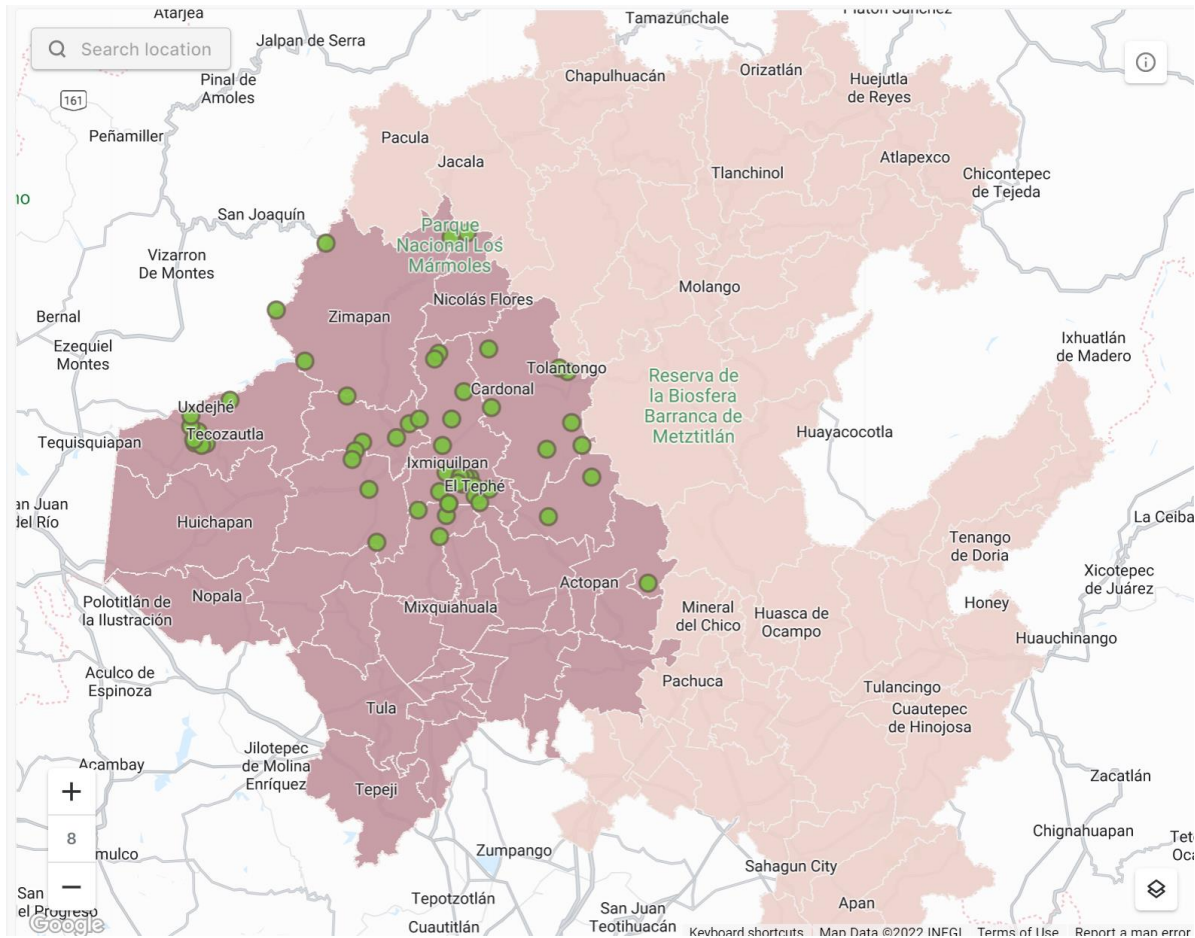 Atarjea
Platón Sánchez
Tamazunchale
Search location
Jalpan de Serra
Orizatlán
Chapulhuacán
Huejutla
de Reyes
Pinal de
Amoles
161
Peñamiller
Pacula
Jacala
Atlapexco
Tlanchinol
Chicontepec
de Tejeda
San Joaquín
Parque
Nacional Los
Mármoles
Vizarron
De Montes
Molango
Nicolás Flores
Zimapan
Bernal
Ezequiel
Montes
Ixhuatlán
de Madero
Tolantongo
Cardonal
Reserva de
la Biosfera
Barranca de
Metztitlán
Uxdejhé
Tecozautla
Tequisquiapan
Huayacocotla
Ixmiquilpan
El Tephé
an Juan
del Río
Huichapan
La Ceiba
Tenango
de Doria
Xicotepec
de Juárez
Actopan
Nopala
Polotitlán de
la Ilustración
Mixquiahuala
Mineral
del Chico
Huasca de
Ocampo
Honey
Huauchinango
Aculco de
Espinoza
Pachuca
Tulancingo
Cuautepec
de Hinojosa
Tula
Jilotepec
de Molina
Enríquez
Acambay
Tepeji
Zacatlán
+
8
−
mulco
Chignahuapan
Zumpango
Sahagun City
San
el Progreso
Tepotzotlán
San Juan
Teotihuacán
Apan
Google
Cuautitlán
Keyboard shortcuts Map Data ©2022 INEGI Terms of Use Report a map error